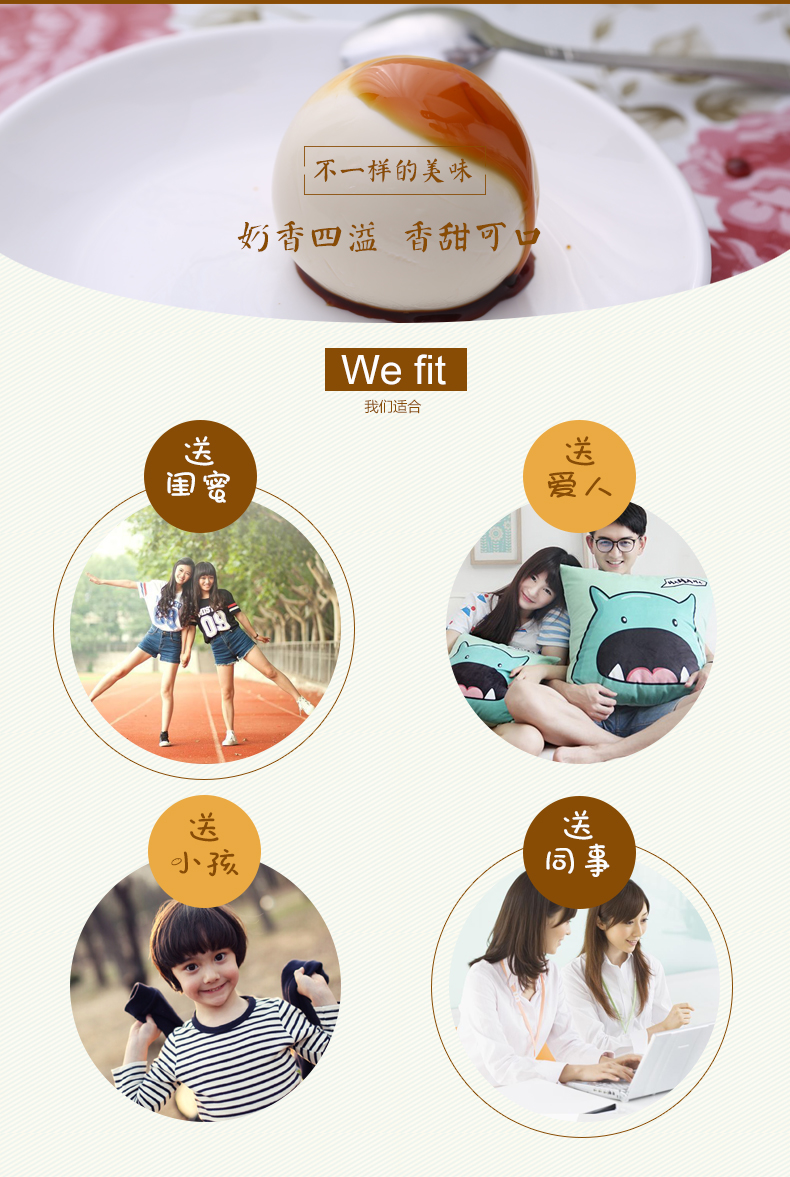 不一样的美味
奶香四溢 香甜可口
We fit
我们适合
送
闺蜜
送
爱人
送
小孩
送
同事